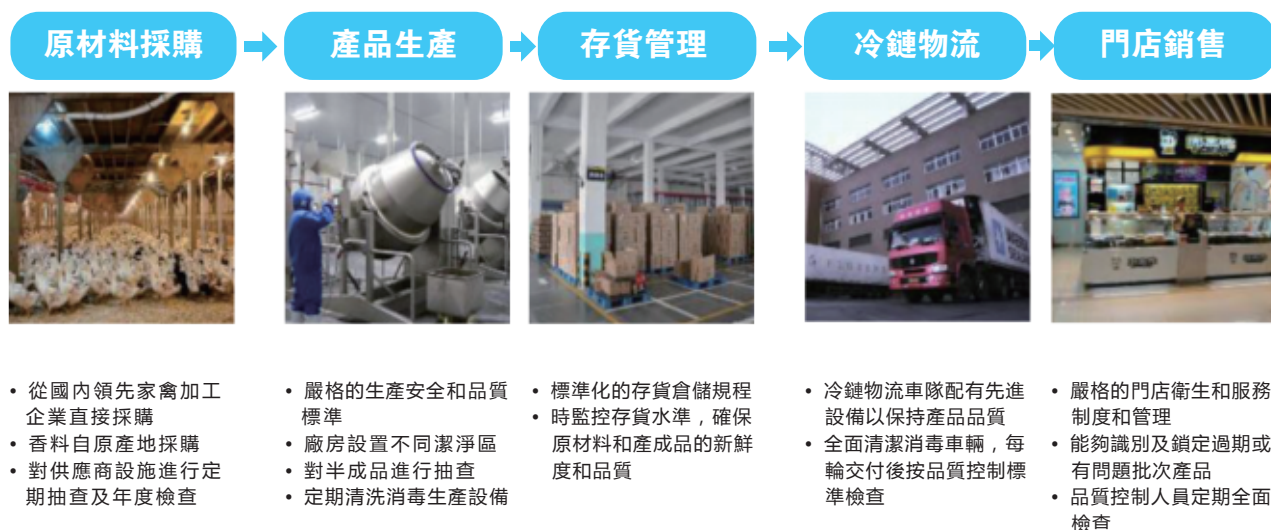 原材料採購
產品生產
存貨管理
冷鏈物流
門店銷售
• 從國內領先家禽加工
企業直接採購
• 香料自原產地採購
• 對供應商設施進行定
期抽查及年度檢查
• 嚴格的生產安全和品質
標準
• 廠房設置不同潔淨區
• 對半成品進行抽查
• 定期清洗消毒生產設備
• 標準化的存貨倉儲規程
• 時監控存貨水準，確保
原材料和產成品的新鮮
度和品質
• 冷鏈物流車隊配有先進
設備以保持產品品質
• 全面清潔消毒車輛，每
輪交付後按品質控制標
準檢查
• 嚴格的門店衛生和服務
制度和管理
• 能夠識別及鎖定過期或
有問題批次產品
• 品質控制人員定期全面
檢查